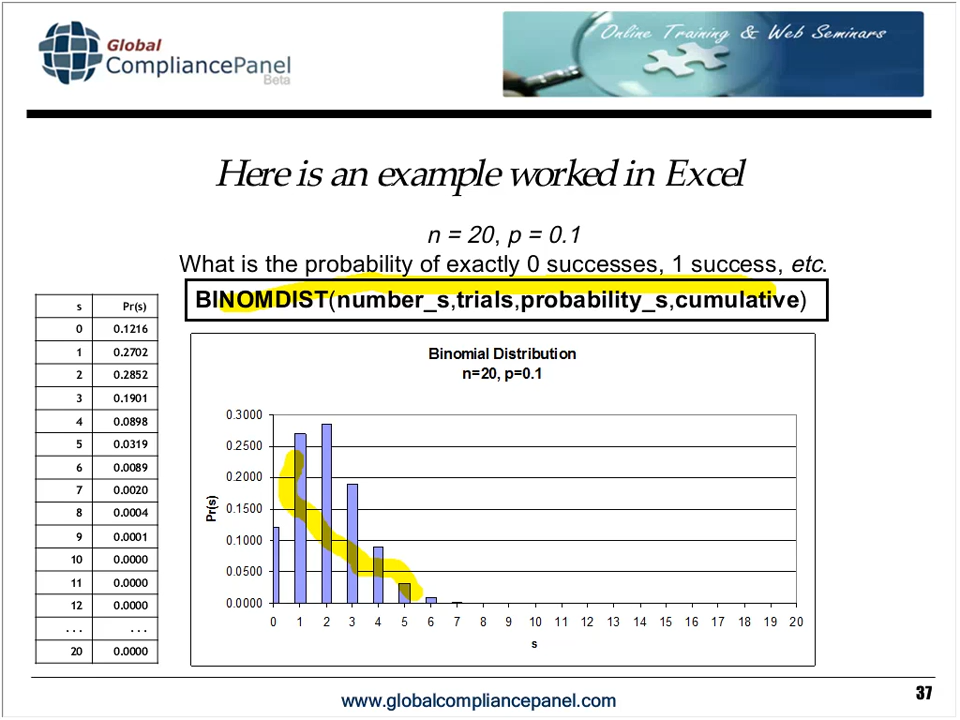 Global
CompliancePanel
Beta
Online Training & Web Seminars
Here is an example worked in Excel
n = 20, p = 0.1
What is the probability of exactly 0 successes, 1 success, etc.
BINOMDIST(number_s,trials,probability_s,cumulative)
s Pr(s)
0 0.1216
1 0.2702
2 0.2852
3 0.1901
4 0.0898
5 0.0319
6 0.0089
7 0.0020
8 0.0004
9 0.0001
10 0.0000
11 0.0000
12 0.0000
... ...
20 0.0000
Binomial Distribution
n=20, p=0.1
Pr(s)
0.3000
0.2500
0.2000
0.1500
0.1000
0.0500
0.0000
0 1 2 3 4 5 6 7 8 9 10 11 12 13 14 15 16 17 18 19 20
s
www.globalcompliancepanel.com
37